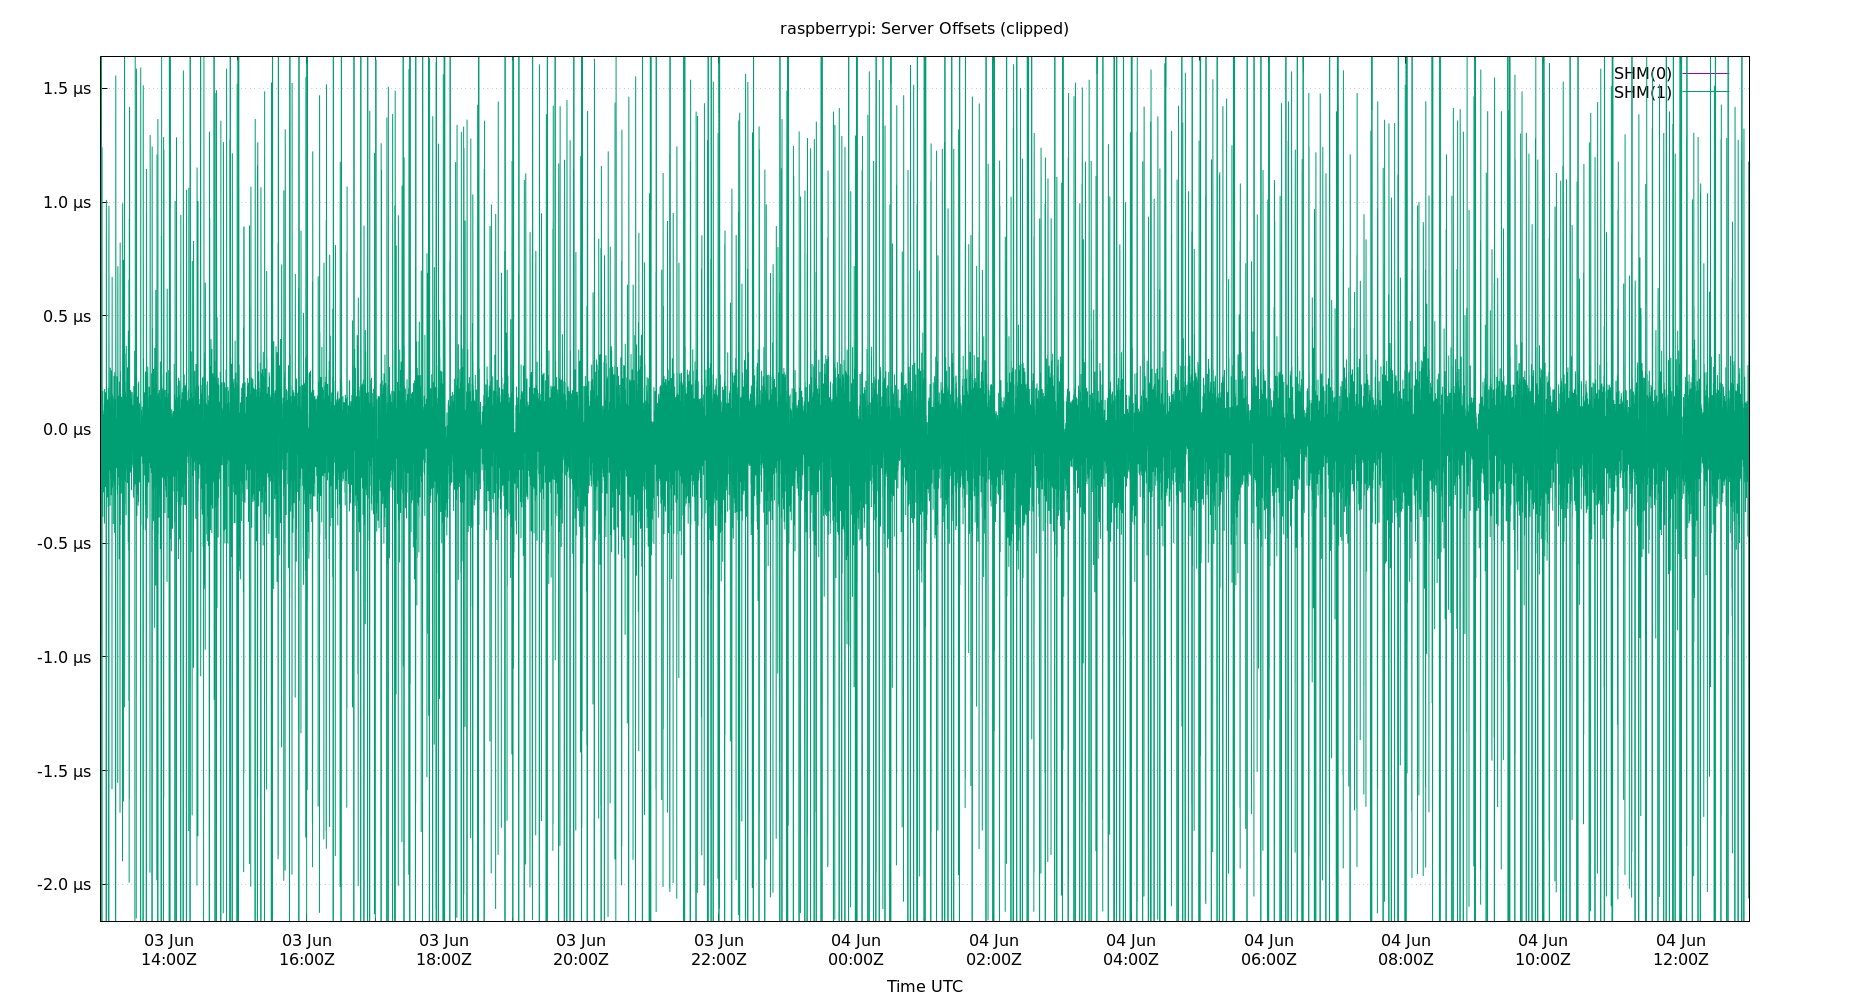 raspberrypi: Server Offsets (clipped)
SHM(0)
SHM(1)
1.5 µs
1.0 µs
0.5 µs
0.0 µs
-0.5 µs
-1.0 µs
-1.5 µs
-2.0 µs
03 Jun 03 Jun 03 Jun 03 Jun 03 Jun 04 Jun 04 Jun 04 Jun 04 Jun 04 Jun 04 Jun 04 Jun
14:00Z 16:00Z 18:00Z 20:00Z 22:00Z 00:00Z 02:00Z 04:00Z 06:00Z 08:00Z 10:00Z 12:00Z
Time UTC